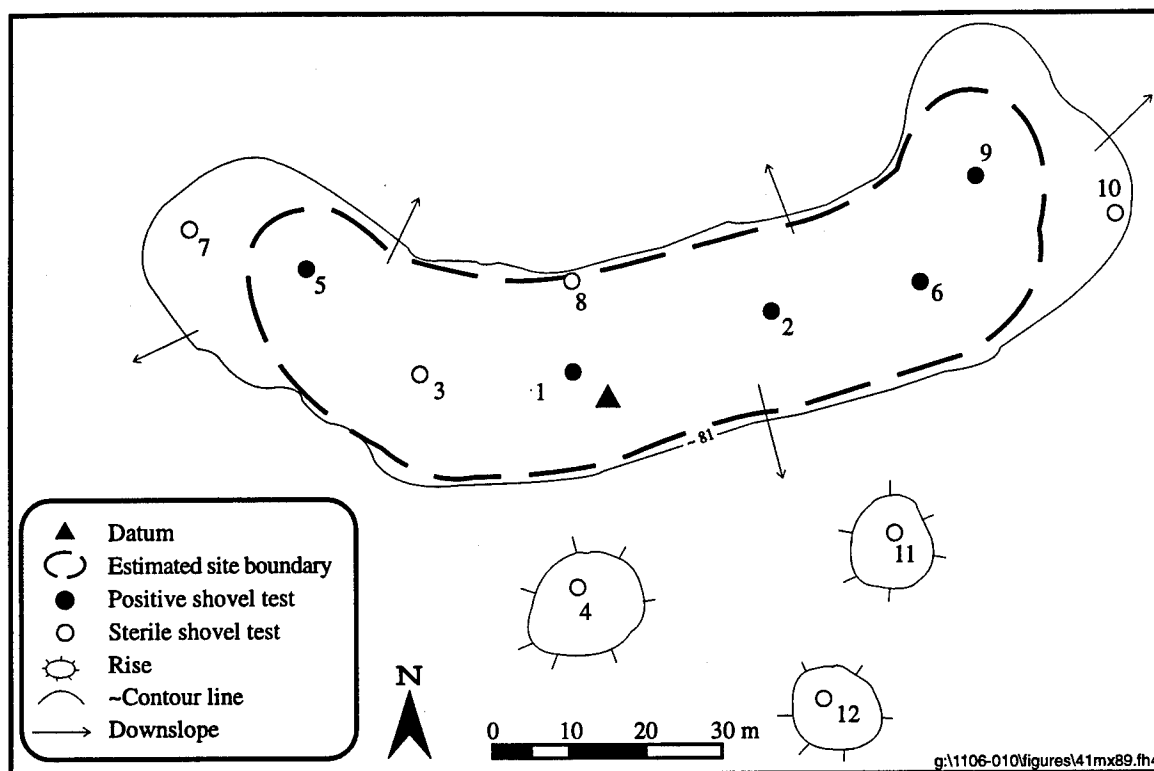 9
10
7
5
8
6
2
3
1
~ 81
11
4
12
Datum
Estimated site boundary
Positive shovel test
Sterile shovel test
Rise
~Contour line
Downslope
N
0 10 20 30 m
g:\1106-010\figures\41mx89.fh4